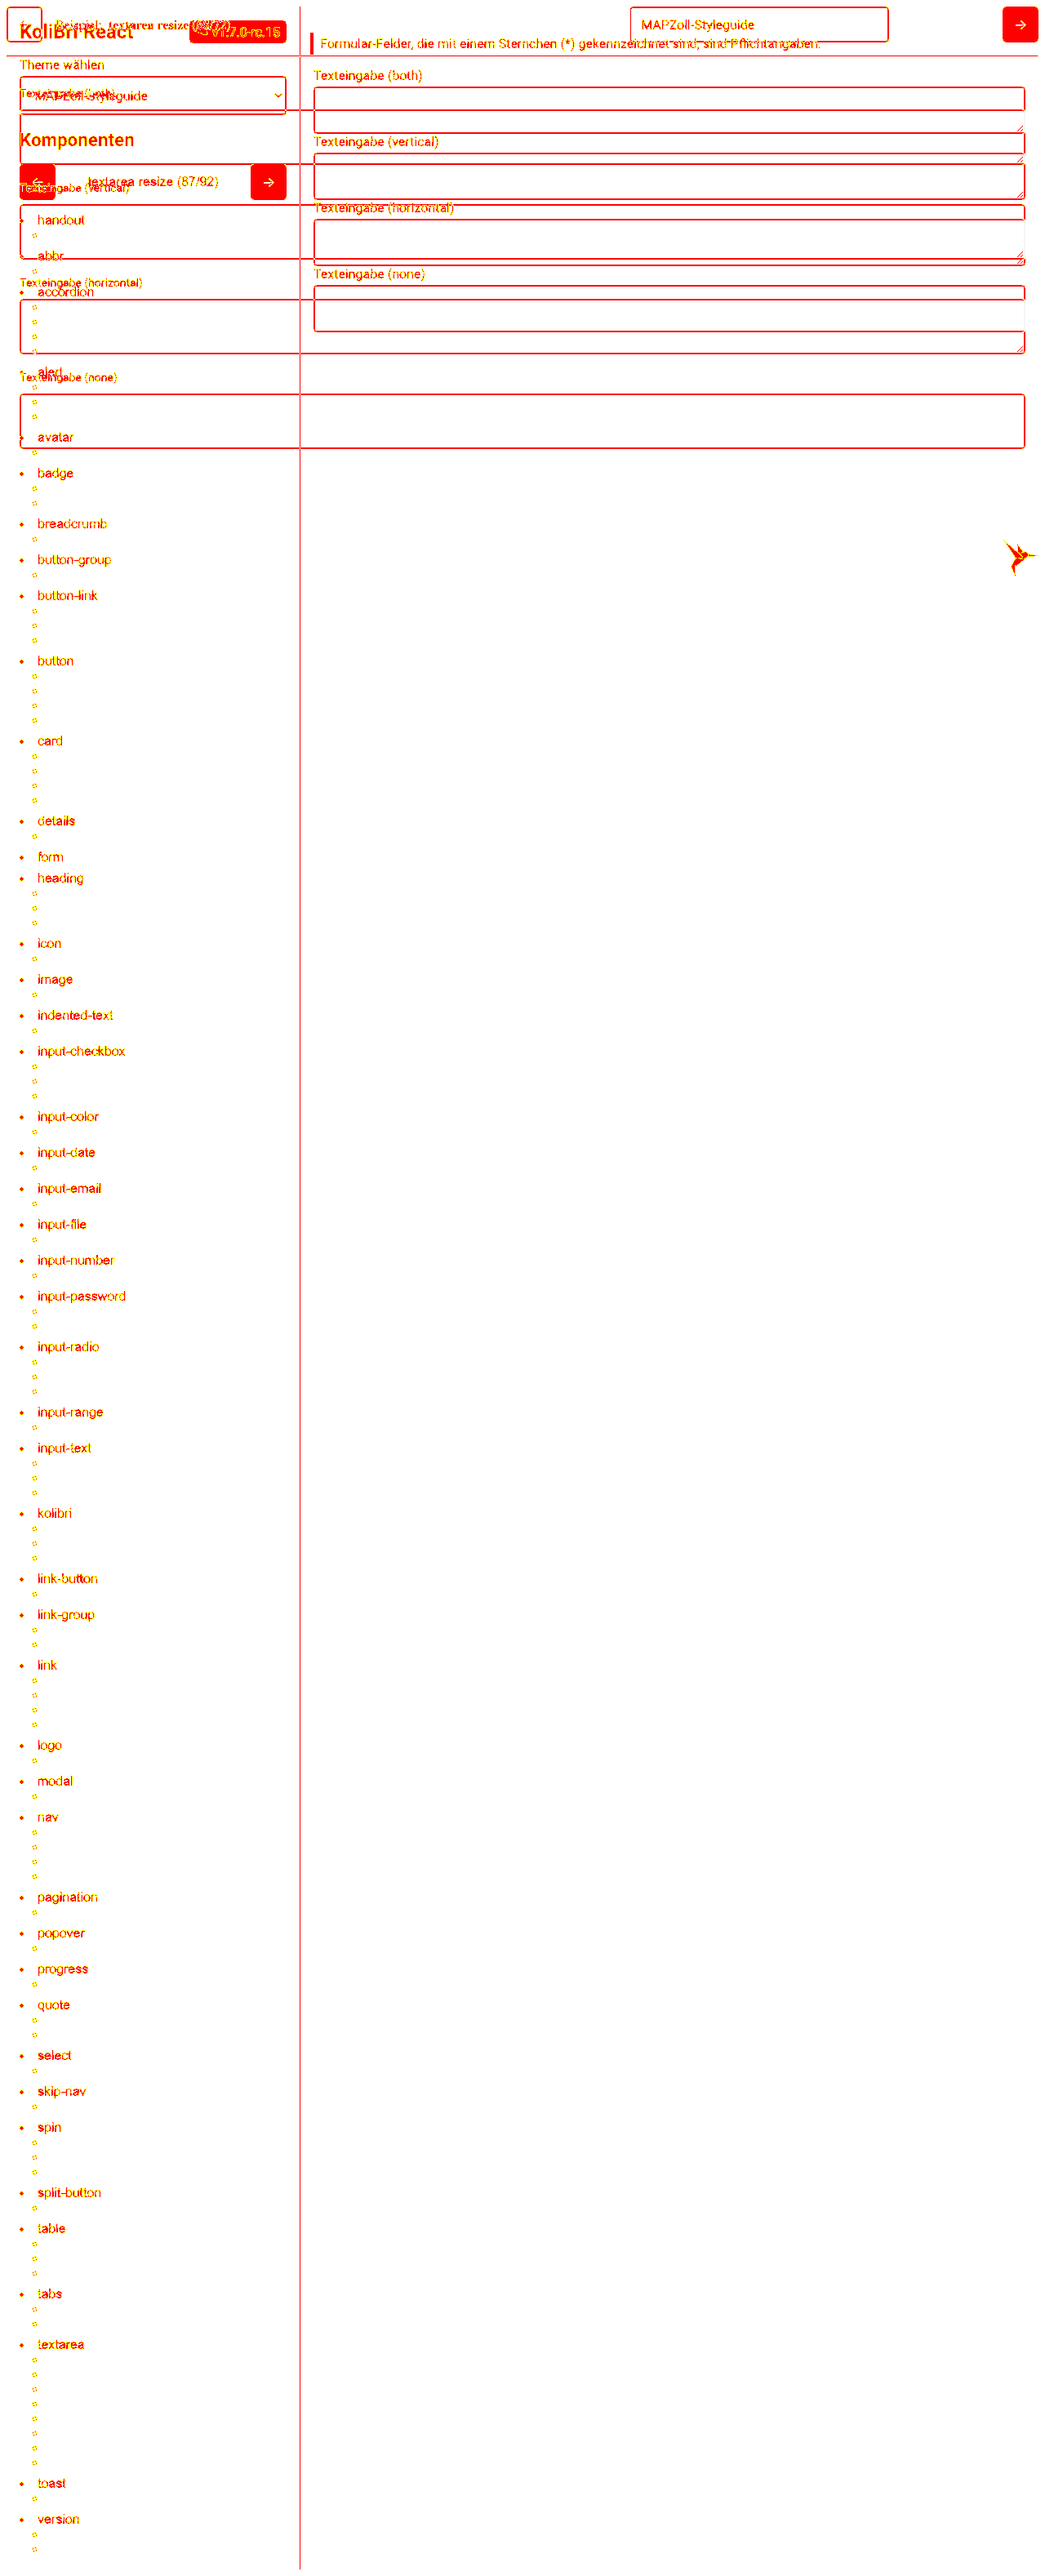 KoliBri React
v1.7.0-rc.15
Beispiel: textarea resize
MAPZoll-Styleguide
Formular-Felder, die mit einem Sternchen (*) gekennzeichnet sind, sind Pflichtangaben.
Theme wählen
MAPZoll-Styleguide
Texteingabe (both)
Texteingabe (both)
Komponenten
Texteingabe (vertical)
textarea resize (87/92)
Texteingabe (vertical)
Texteingabe (horizontal)
handout
abbr
Texteingabe (none)
Texteingabe (horizontal)
accordion
alert
Texteingabe (none)
avatar
badge
breadcrumb
button-group
button-link
button
card
details
form
heading
icon
image
indented-text
input-checkbox
input-color
input-date
input-email
input-file
input-number
input-password
input-radio
input-range
input-text
kolibri
link-button
link-group
link
logo
modal
nav
pagination
popover
progress
quote
select
skip-nav
spin
split-button
table
tabs
textarea
toast
version